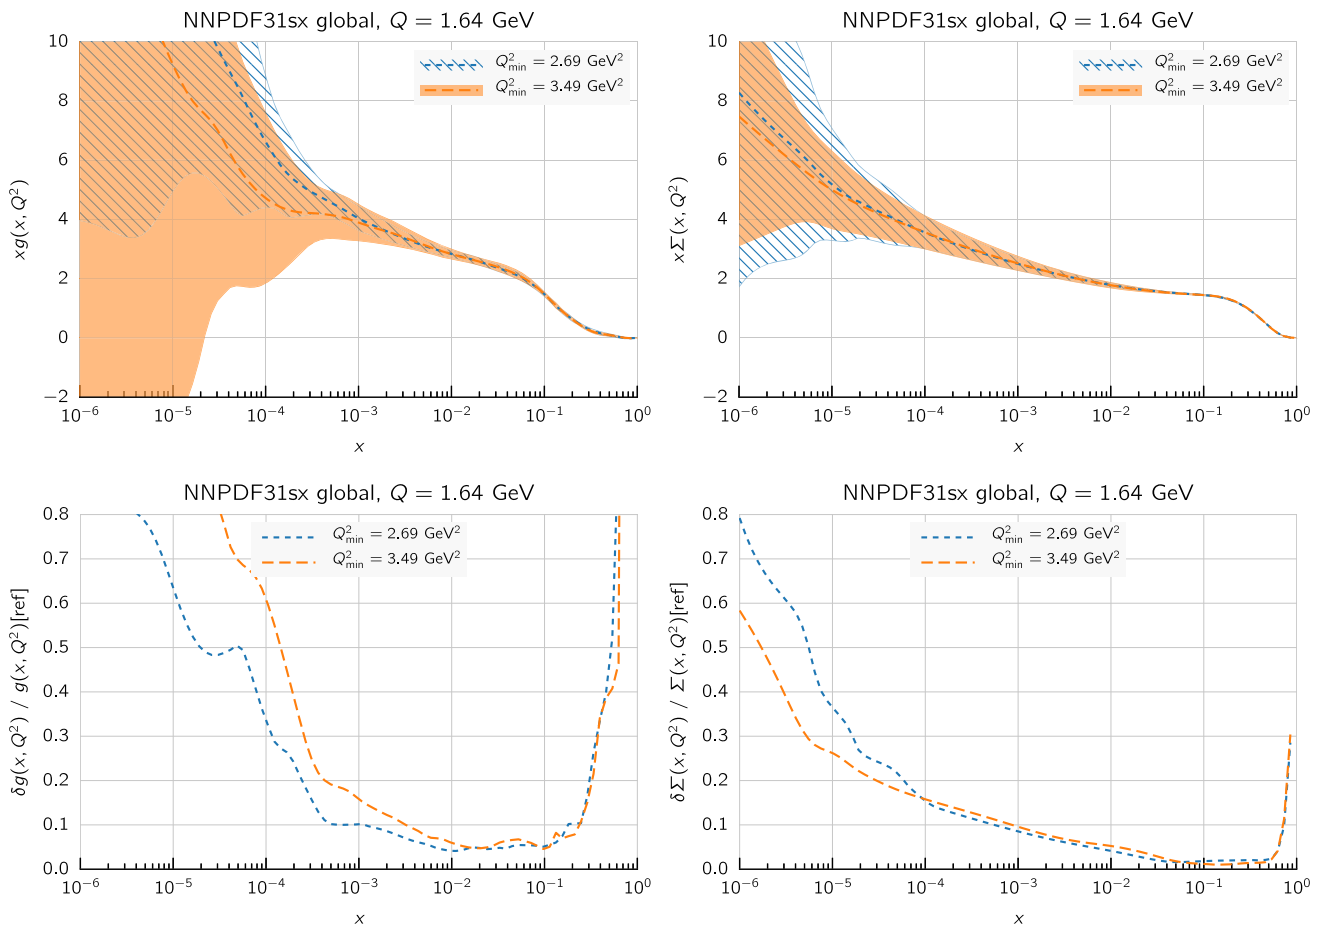 NNPDF31sx global, Q = 1.64 GeV
Q²min = 2.69 GeV²
Q²min = 3.49 GeV²
xg(x, Q²)
10
8
6
4
2
0
−2
10⁻⁶ 10⁻⁵ 10⁻⁴ 10⁻³ 10⁻² 10⁻¹ 10⁰
x
NNPDF31sx global, Q = 1.64 GeV
Q²min = 2.69 GeV²
Q²min = 3.49 GeV²
xΣ(x, Q²)
10
8
6
4
2
0
−2
10⁻⁶ 10⁻⁵ 10⁻⁴ 10⁻³ 10⁻² 10⁻¹ 10⁰
x
NNPDF31sx global, Q = 1.64 GeV
Q²min = 2.69 GeV²
Q²min = 3.49 GeV²
δg(x, Q²) / g(x, Q²)[ref]
0.8
0.7
0.6
0.5
0.4
0.3
0.2
0.1
0.0
10⁻⁶ 10⁻⁵ 10⁻⁴ 10⁻³ 10⁻² 10⁻¹ 10⁰
x
NNPDF31sx global, Q = 1.64 GeV
Q²min = 2.69 GeV²
Q²min = 3.49 GeV²
δΣ(x, Q²) / Σ(x, Q²)[ref]
0.8
0.7
0.6
0.5
0.4
0.3
0.2
0.1
0.0
10⁻⁶ 10⁻⁵ 10⁻⁴ 10⁻³ 10⁻² 10⁻¹ 10⁰
x